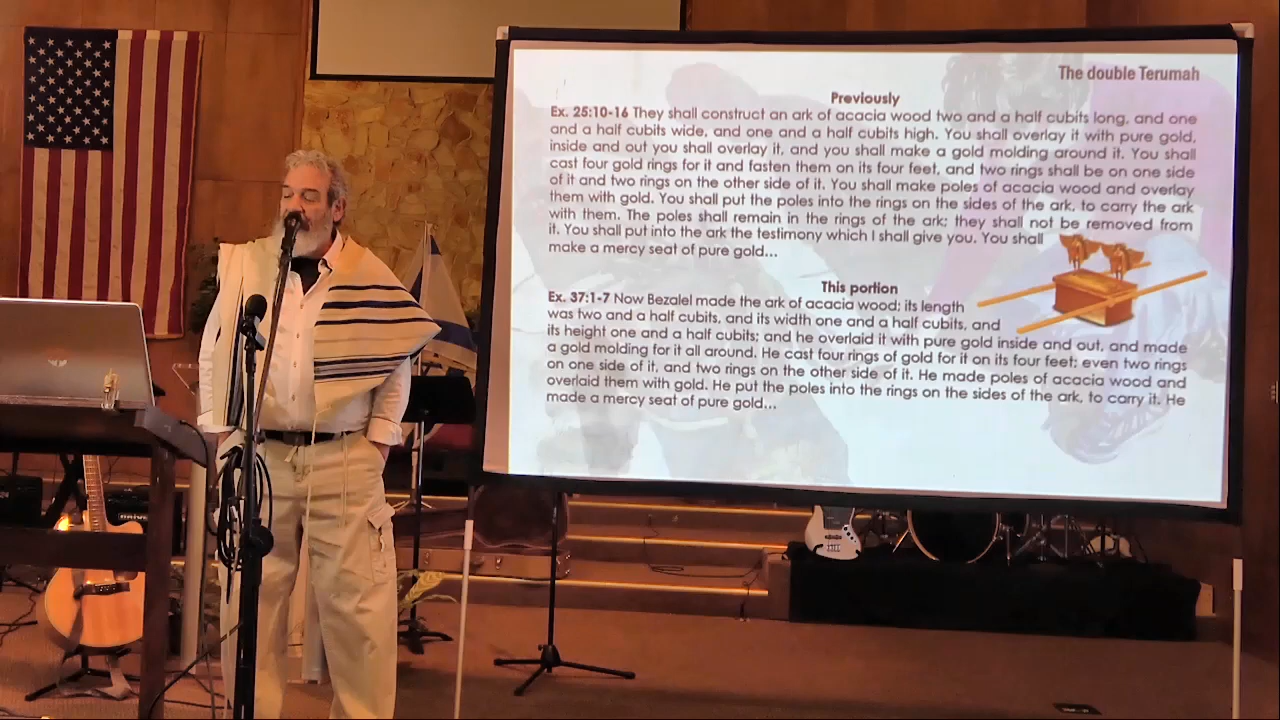 The double Terumah
Previously
Ex. 25:10-16 They shall construct an ark of acacia wood two and a half cubits long, and one
and a half cubits wide, and one and a half cubits high. You shall overlay it with pure gold,
inside and out you shall overlay it, and you shall make a gold molding around it. You shall
cast four gold rings for it and fasten them on its four feet, and two rings shall be on one side
of it and two rings on the other side of it. You shall make poles of acacia wood and overlay
them with gold. You shall put the poles into the rings on the sides of the ark, to carry the ark
with them. The poles shall remain in the rings of the ark; they shall not be removed from
it. You shall put into the ark the testimony which I shall give you. You shall
make a mercy seat of pure gold...
This portion
Ex. 37:1-7 Now Bezalel made the ark of acacia wood; its length
was two and a half cubits, and its width one and a half cubits, and
its height one and a half cubits; and he overlaid it with pure gold inside and out, and made
a gold molding for it all around. He cast four rings of gold for it on its four feet; even two rings
on one side of it, and two rings on the other side of it. He made poles of acacia wood and
overlaid them with gold. He put the poles into the rings on the sides of the ark, to carry it. He
made a mercy seat of pure gold...